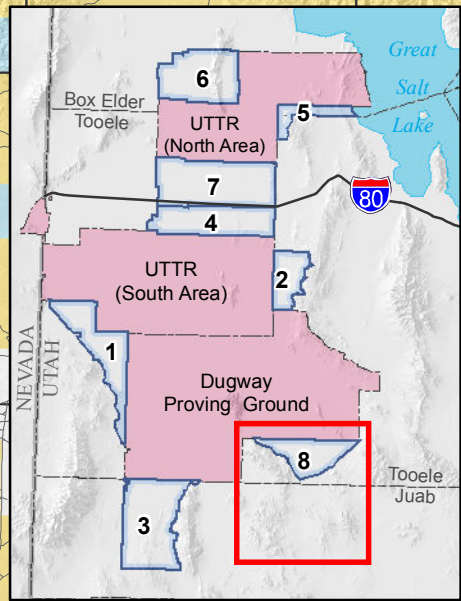 Great
Salt
Lake
6
Box Elder
Tooele
5
UTTR
(North Area)
7
80
4
UTTR
(South Area)
2
NEVADA
UTAH
1
Dugway
Proving Ground
8
Tooele
Juab
3